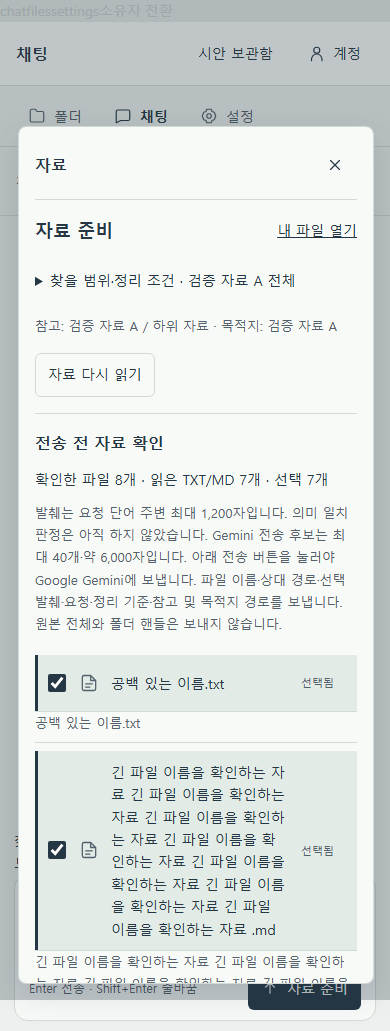 chatfilessettings소유자 전환
채팅
시안 보관함
계정
폴더
채팅
설정
자료
자료 준비
내 파일 열기
▶ 찾을 범위·정리 조건 · 검증 자료 A 전체
참고: 검증 자료 A / 하위 자료 · 목적지: 검증 자료 A
자료 다시 읽기
전송 전 자료 확인
확인한 파일 8개 · 읽은 TXT/MD 7개 · 선택 7개
발췌는 요청 단어 주변 최대 1,200자입니다. 의미 일치
판정은 아직 하지 않았습니다. Gemini 전송 후보는 최
대 40개·약 6,000자입니다. 아래 전송 버튼을 눌러야
Google Gemini에 보냅니다. 파일 이름·상대 경로·선택
발췌·요청·정리 기준·참고 및 목적지 경로를 보냅니다.
원본 전체와 폴더 핸들은 보내지 않습니다.
공백 있는 이름.txt
선택됨
공백 있는 이름.txt
긴 파일 이름을 확인하는 자
료 긴 파일 이름을 확인하는
자료 긴 파일 이름을 확인하
는 자료 긴 파일 이름을 확
인하는 자료 긴 파일 이름을
확인하는 자료 긴 파일 이름
을 확인하는 자료 긴 파일
이름을 확인하는 자료 .md
선택됨
긴 파일 이름을 확인하는 자료 긴 파일 이름을 확인하
Enter 전송 · Shift+Enter 줄바꿈
자료 준비